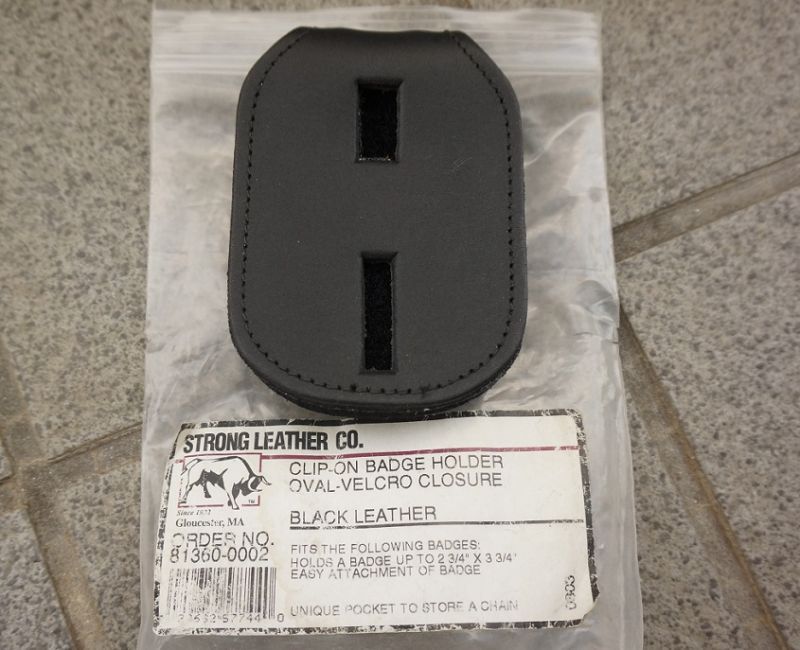 STRONG LEATHER CO.
CLIP-ON BADGE HOLDER
OVAL-VELCRO CLOSURE
TM
Gloucester, MA
BLACK LEATHER
ORDER NO.
81360-0002
FITS THE FOLLOWING BADGES:
HOLDS A BADGE UP TO 2 3/4" X 3 3/4"
EASY ATTACHMENT OF BADGE
UNIQUE POCKET TO STORE A CHAIN
0803